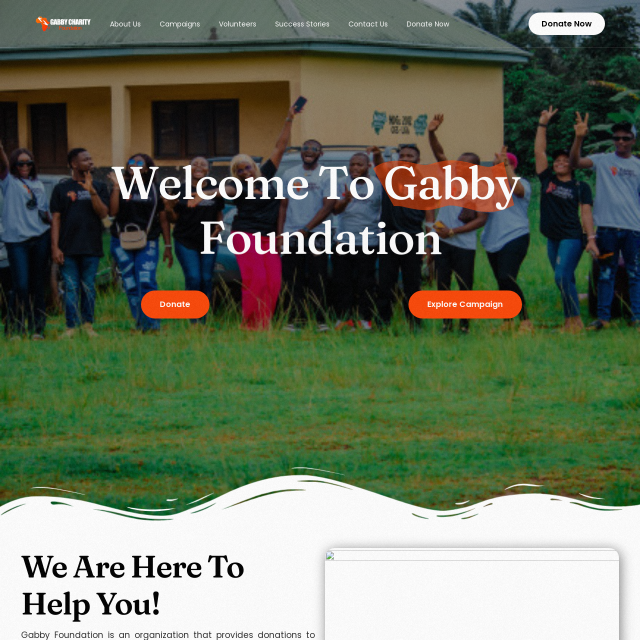 GABBY CHARITY
About Us
Campaigns
Volunteers
Success Stories
Contact Us
Donate Now
Donate Now
Welcome To Gabby
Foundation
Donate
Explore Campaign
We Are Here To
Help You!
Gabby Foundation is an organization that provides donations to